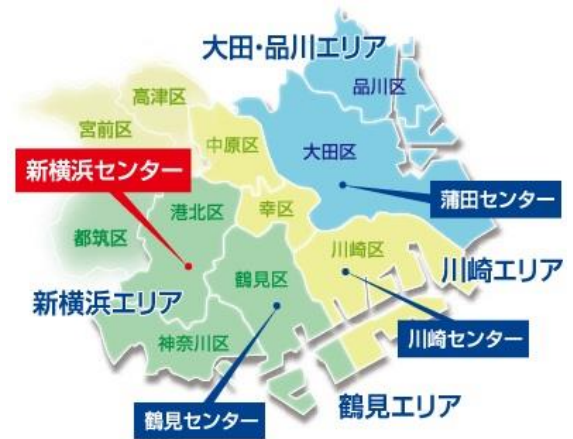 大田・品川エリア
品川区
高津区
宮前区
中原区
大田区
新横浜センター
蒲田センター
港北区
幸区
都筑区
川崎区
鶴見区
川崎エリア
新横浜エリア
神奈川区
川崎センター
鶴見センター
鶴見エリア